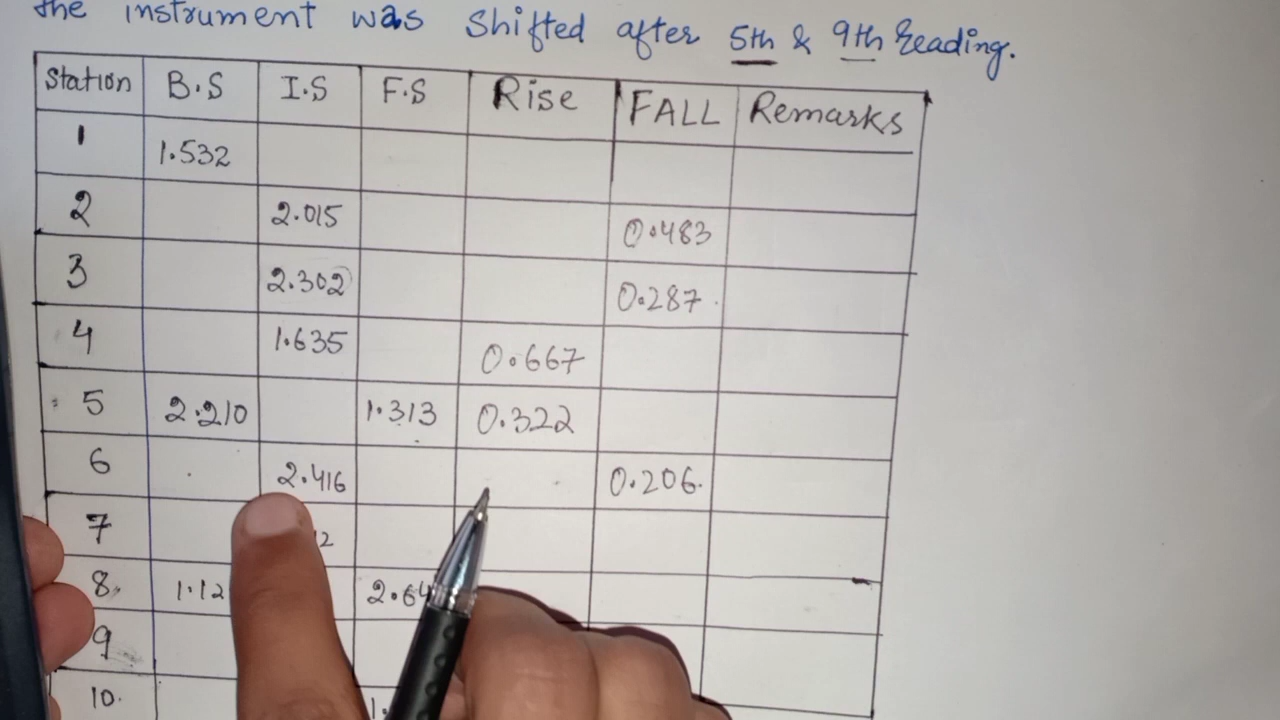 the instrument was shifted after 5th & 9th reading.
Station B.S I.S F.S Rise FALL Remarks
1 1.532
2 2.015 0.483
3 2.302 0.287
4 1.635 0.667
5 2.210 1.313 0.322
6 2.416 0.206
7
8
9
10